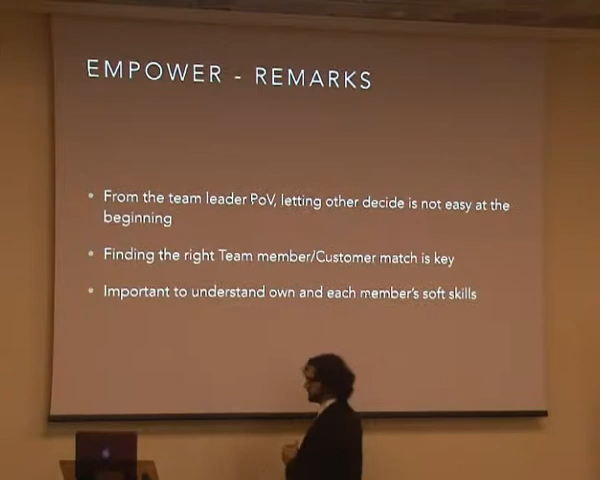 EMPOWER - REMARKS
• From the team leader PoV, letting other decide is not easy at the
beginning
• Finding the right Team member/Customer match is key
• Important to understand own and each member's soft skills